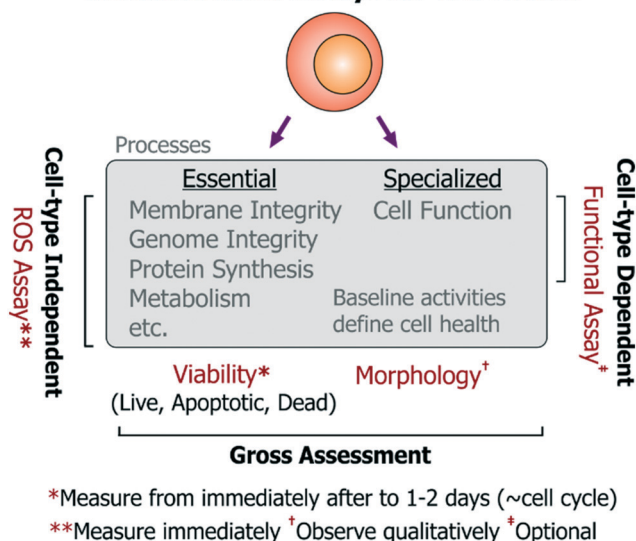 Processes
Essential
Specialized
Membrane Integrity
Cell Function
Genome Integrity
Protein Synthesis
Metabolism
Baseline activities
etc.
define cell health
Cell-type Independent
ROS Assay**
Cell-type Dependent
Functional Assay‡
Viability*
Morphology†
(Live, Apoptotic, Dead)
Gross Assessment
*Measure from immediately after to 1-2 days (~cell cycle)
**Measure immediately †Observe qualitatively ‡Optional